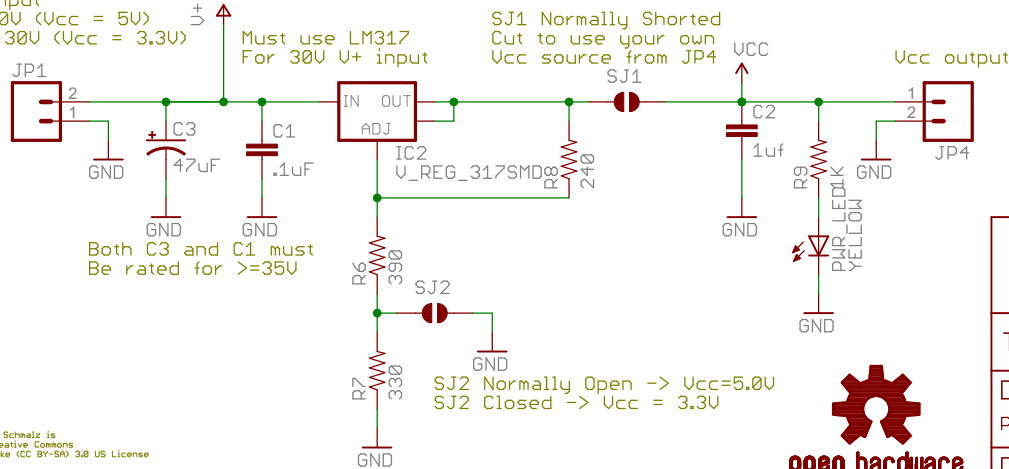 0V (Vcc = 5V)
30V (Vcc = 3.3V)
V+
Must use LM317
For 30V V+ input
SJ1 Normally Shorted
Cut to use your own
Vcc source from JP4
VCC
Vcc output
JP1
2
1
GND
C3
47uF
GND
C1
.1uF
GND
Both C3 and C1 must
Be rated for >=35V
IN OUT
ADJ
IC2
V_REG_317SMD
R8
240
SJ1
C2
1uf
GND
R9
1K
PWR_LED
YELLOW
GND
1
2
GND
JP4
R6
390
SJ2
GND
R7
330
GND
SJ2 Normally Open -> Vcc=5.0V
SJ2 Closed -> Vcc = 3.3V
Schmalz is
eative Commons
ke (CC BY-SA) 3.0 US License
open hardware